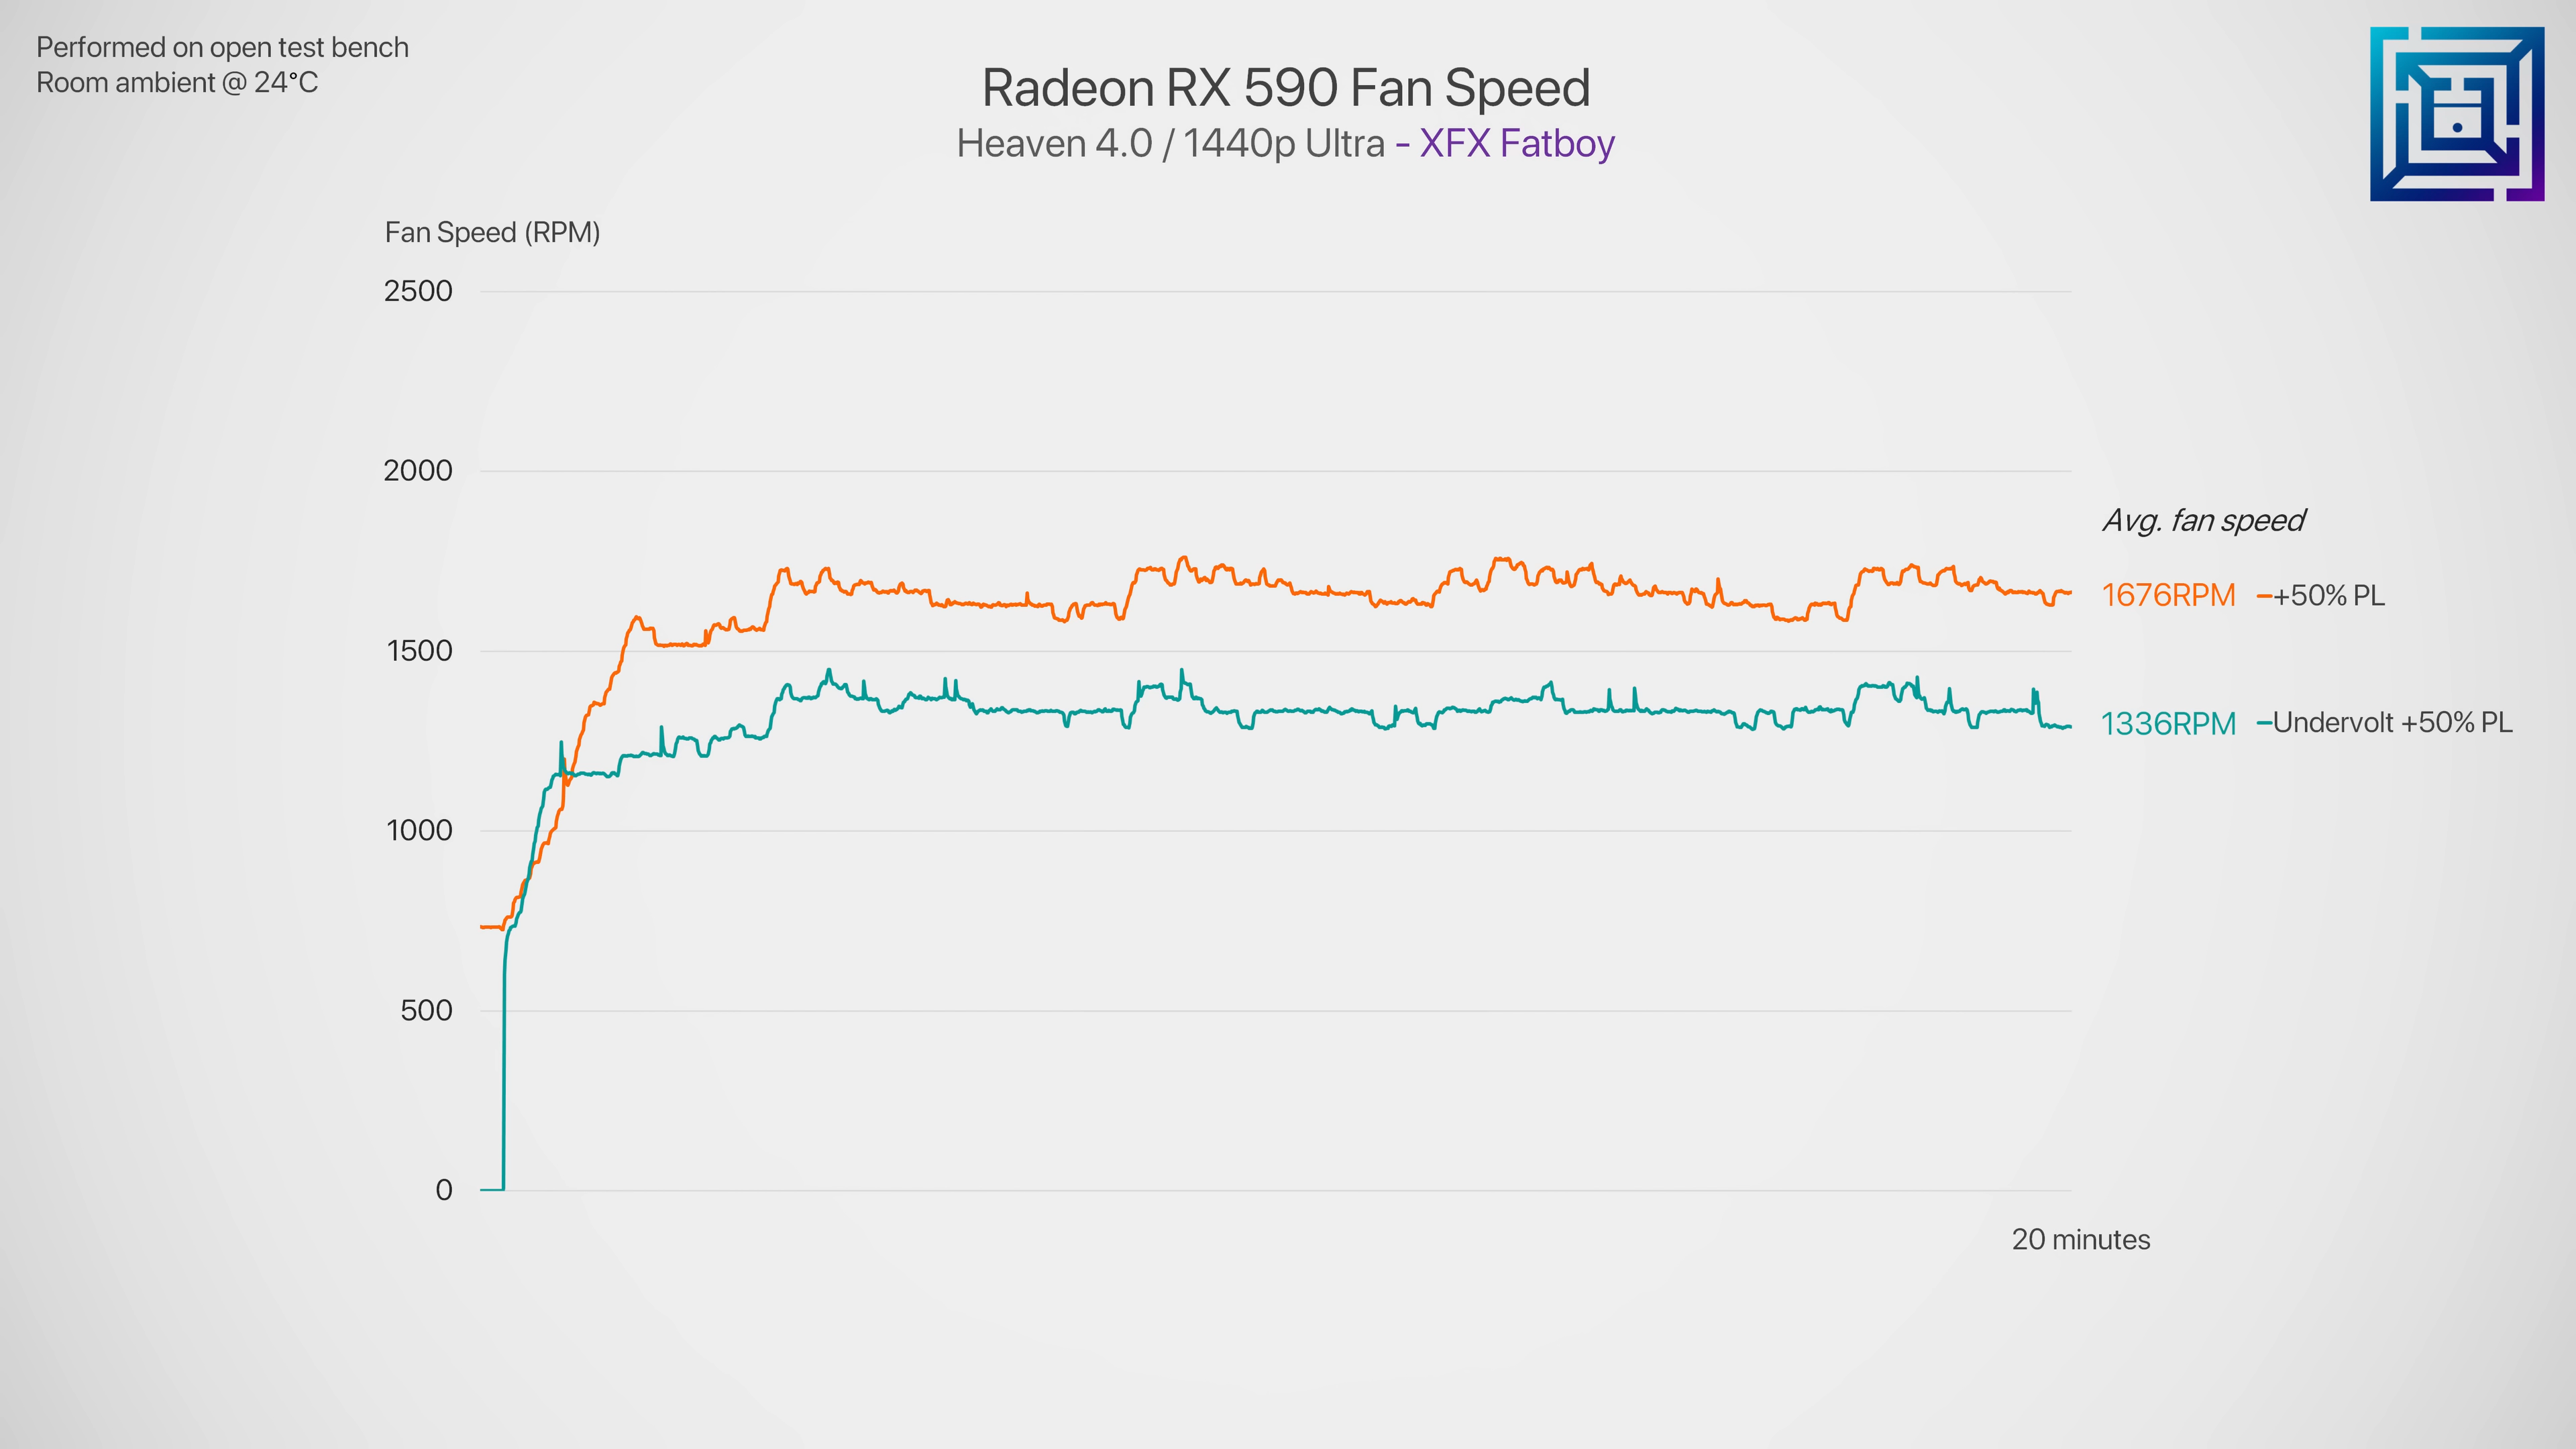 Performed on open test bench
Room ambient @ 24°C
Radeon RX 590 Fan Speed
Heaven 4.0 / 1440p Ultra - XFX Fatboy
Fan Speed (RPM)
2500
2000
1500
1000
500
0
20 minutes
Avg. fan speed
1676RPM +50% PL
1336RPM Undervolt +50% PL